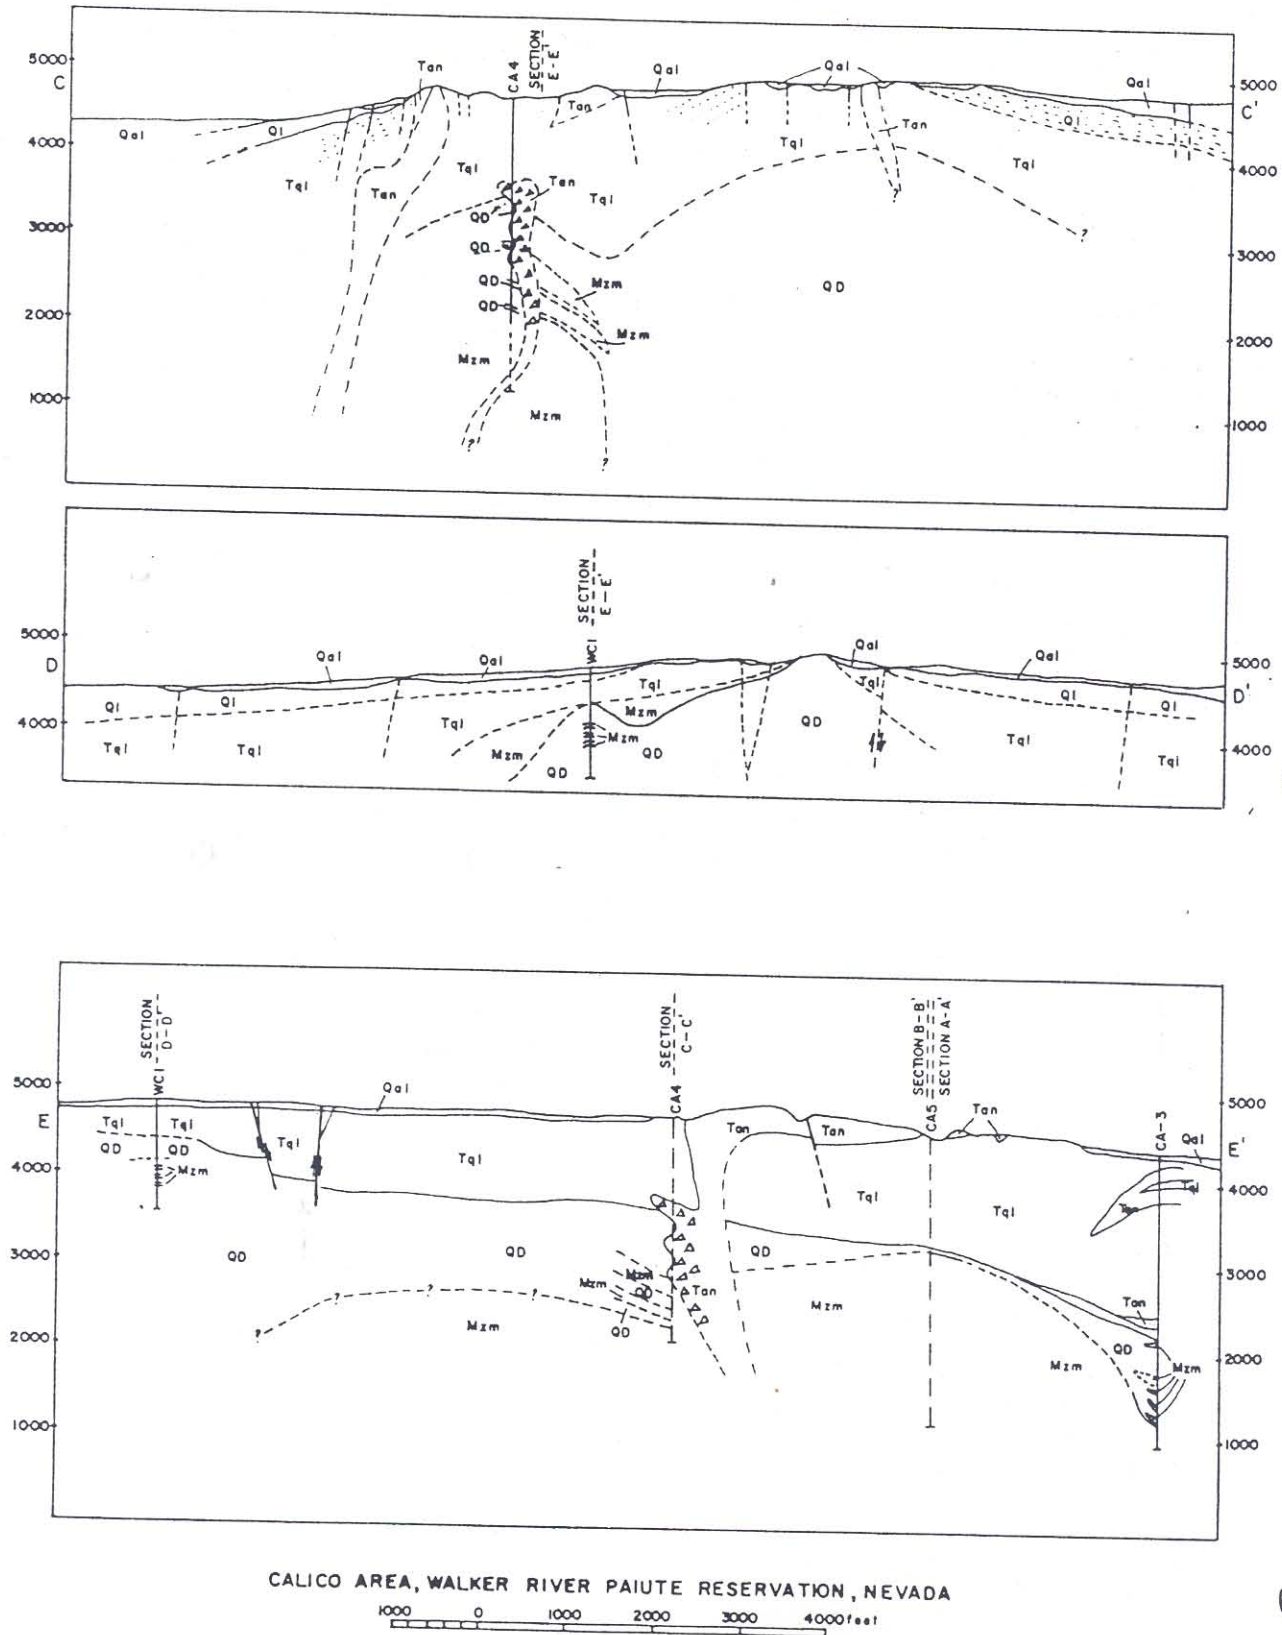 5000
C
4000
3000
2000
1000
Tan
CA4
SECTION
E-E'
Qal
Qal
Qal
5000
C'
4000
3000
2000
1000
Qal
Ql
Tan
Tan
Ql
Tql
Tan
Tql
Tan
Tql
Tql
Tql
QD
?
?
QD
QD
QD
Mzm
QD
Mzm
Mzm
Mzm
?
?
SECTION
E-E'
WC1
5000
D
4000
Qal
Qal
Qal
Qal
5000
D'
4000
Ql
Ql
Tql
Tql
Ql
Ql
Tql
Tql
Tql
Mzm
Mzm
Mzm
QD
QD
QD
Tql
Tql
SECTION
D-D'
WC1
SECTION
C-C'
CA4
SECTION B-B'
SECTION A-A'
CA5
CA-3
5000
E
4000
3000
2000
1000
Qal
Tan
Qal
5000
E'
4000
3000
2000
1000
Tql
Tql
Tql
Tan
Tan
QD
QD
Mzm
Tql
Tql
Tql
Tan
Tql
QD
QD
QD
Mzm
Mzm
QD
Tan
Mzm
Tan
? ? ? ?
Mzm
QD
Mzm
QD
Mzm
CALICO AREA, WALKER RIVER PAIUTE RESERVATION, NEVADA
1000 0 1000 2000 3000 4000 feet